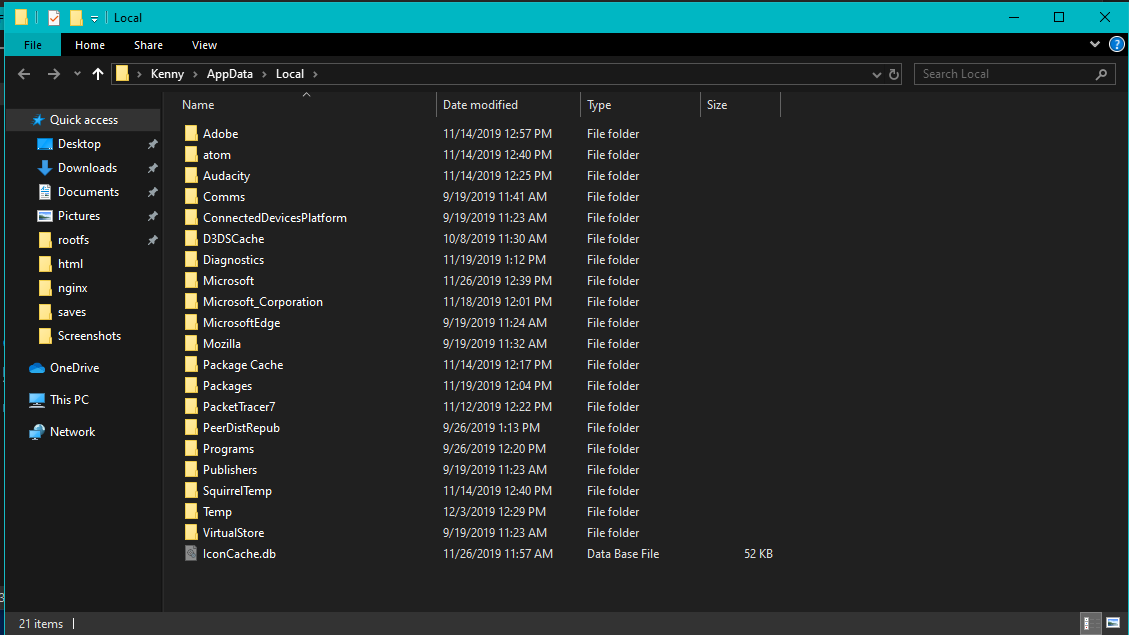 Local
File Home Share View
Kenny > AppData > Local >
Search Local
Name Date modified Type Size
Quick access
Desktop
Downloads
Documents
Pictures
rootfs
html
nginx
saves
Screenshots
OneDrive
This PC
Network
Adobe 11/14/2019 12:57 PM File folder
atom 11/14/2019 12:40 PM File folder
Audacity 11/14/2019 12:25 PM File folder
Comms 9/19/2019 11:41 AM File folder
ConnectedDevicesPlatform 9/19/2019 11:23 AM File folder
D3DSCache 10/8/2019 11:30 AM File folder
Diagnostics 11/19/2019 1:12 PM File folder
Microsoft 11/26/2019 12:39 PM File folder
Microsoft_Corporation 11/18/2019 12:01 PM File folder
MicrosoftEdge 9/19/2019 11:24 AM File folder
Mozilla 9/19/2019 11:32 AM File folder
Package Cache 11/14/2019 12:17 PM File folder
Packages 11/19/2019 12:04 PM File folder
PacketTracer7 11/12/2019 12:22 PM File folder
PeerDistRepub 9/26/2019 1:13 PM File folder
Programs 9/26/2019 12:20 PM File folder
Publishers 9/19/2019 11:23 AM File folder
SquirrelTemp 11/14/2019 12:40 PM File folder
Temp 12/3/2019 12:29 PM File folder
VirtualStore 9/19/2019 11:23 AM File folder
IconCache.db 11/26/2019 11:57 AM Data Base File 52 KB
21 items